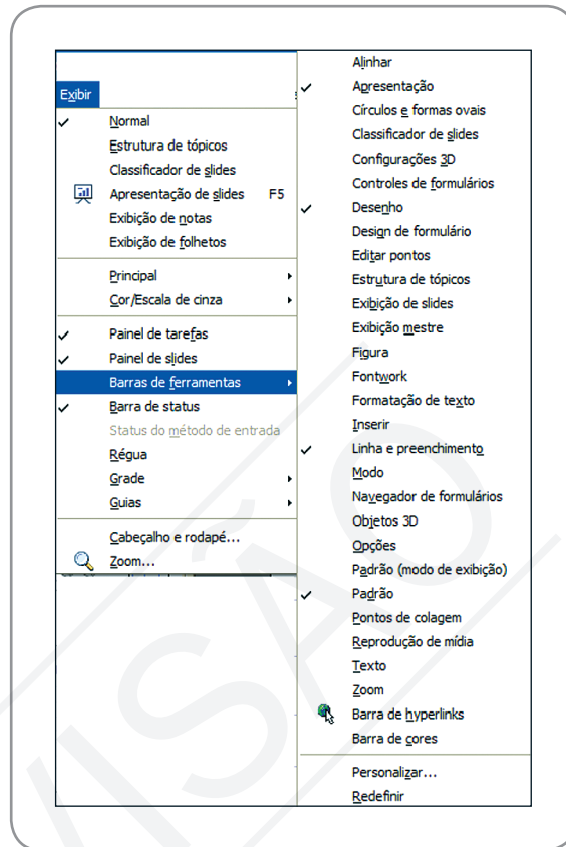 Exibir
Normal
Estrutura de tópicos
Classificador de slides
Apresentação de slides F5
Exibição de notas
Exibição de folhetos
Principal
Cor/Escala de cinza
Painel de tarefas
Painel de slides
Barras de ferramentas
Barra de status
Status do método de entrada
Régua
Grade
Guias
Cabeçalho e rodapé...
Zoom...
Alinhar
Apresentação
Círculos e formas ovais
Classificador de slides
Configurações 3D
Controles de formulários
Desenho
Design de formulário
Editar pontos
Estrutura de tópicos
Exibição de slides
Exibição mestre
Figura
Fontwork
Formatação de texto
Inserir
Linha e preenchimento
Modo
Navegador de formulários
Objetos 3D
Opções
Padrão (modo de exibição)
Padrão
Pontos de colagem
Reprodução de mídia
Texto
Zoom
Barra de hyperlinks
Barra de cores
Personalizar...
Redefinir
VISÃO